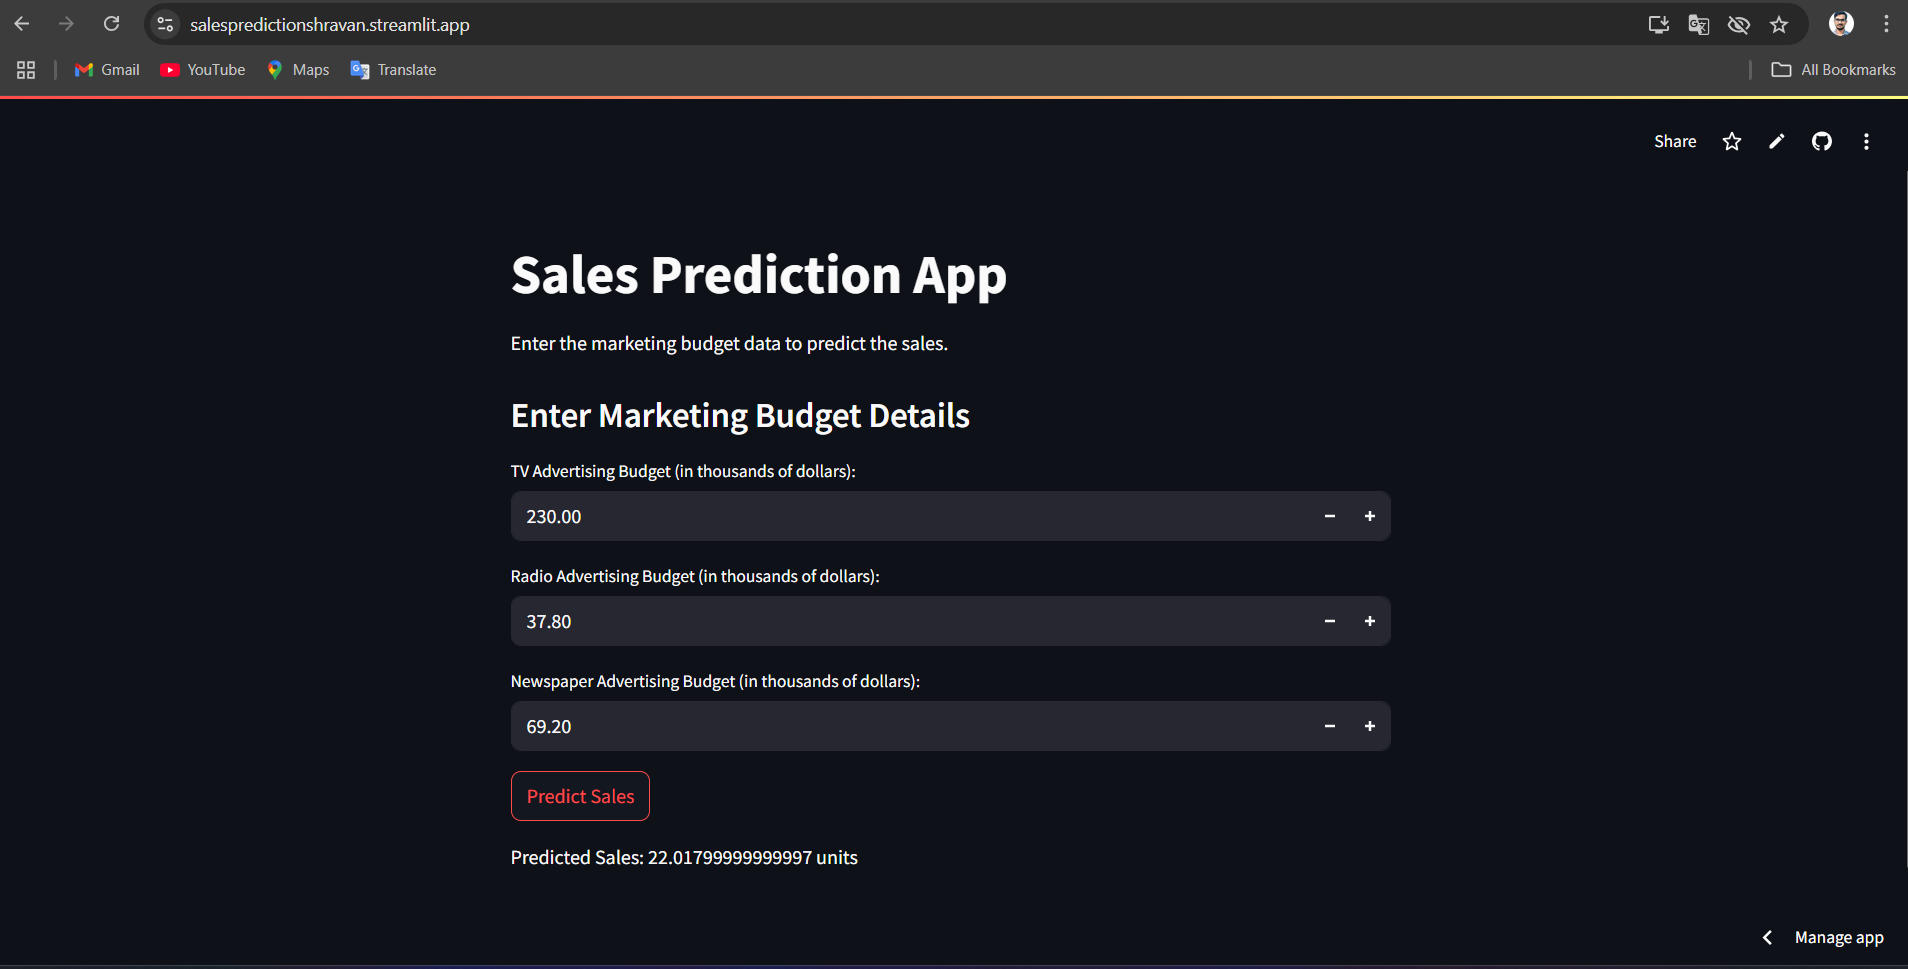 salespredictionshravan.streamlit.app
Gmail YouTube Maps Translate All Bookmarks
Share
Sales Prediction App
Enter the marketing budget data to predict the sales.
Enter Marketing Budget Details
TV Advertising Budget (in thousands of dollars):
230.00
Radio Advertising Budget (in thousands of dollars):
37.80
Newspaper Advertising Budget (in thousands of dollars):
69.20
Predict Sales
Predicted Sales: 22.01799999999997 units
Manage app